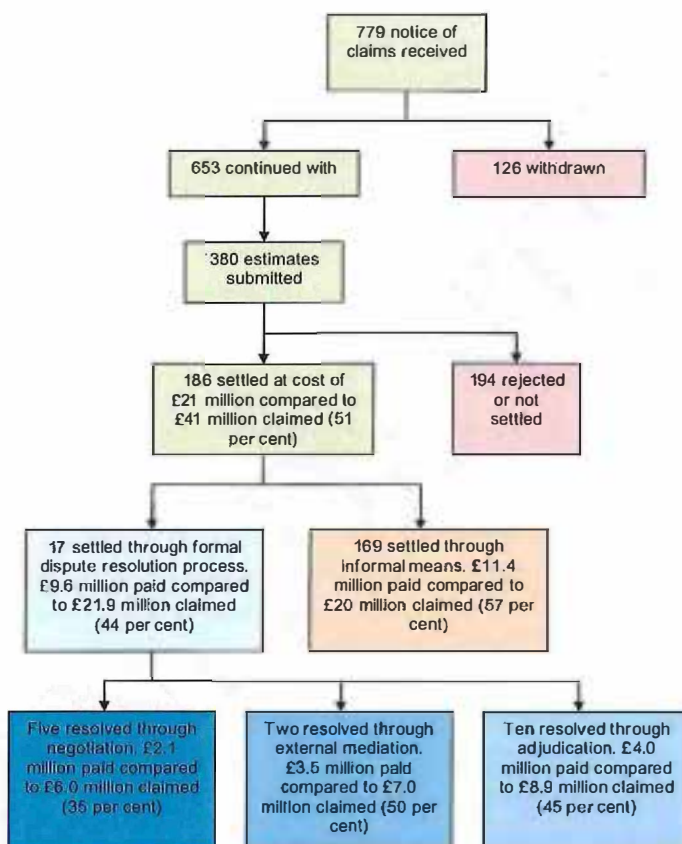 779 notice of
claims received
653 continued with
126 withdrawn
380 estimates
submitted
186 settled at cost of
£21 million compared to
£41 million claimed (51
per cent)
194 rejected
or not
settled
17 settled through formal
dispute resolution process.
£9.6 million paid compared
to £21.9 million claimed
(44 per cent)
169 settled through
informal means. £11.4
million paid compared to
£20 million claimed (57 per
cent)
Five resolved through
negotiation. £2.1
million paid compared
to £6.0 million claimed
(35 per cent)
Two resolved through
external mediation.
£3.5 million paid
compared to £7.0
million claimed (50 per
cent)
Ten resolved through
adjudication. £4.0
million paid compared
to £8.9 million claimed
(45 per cent)